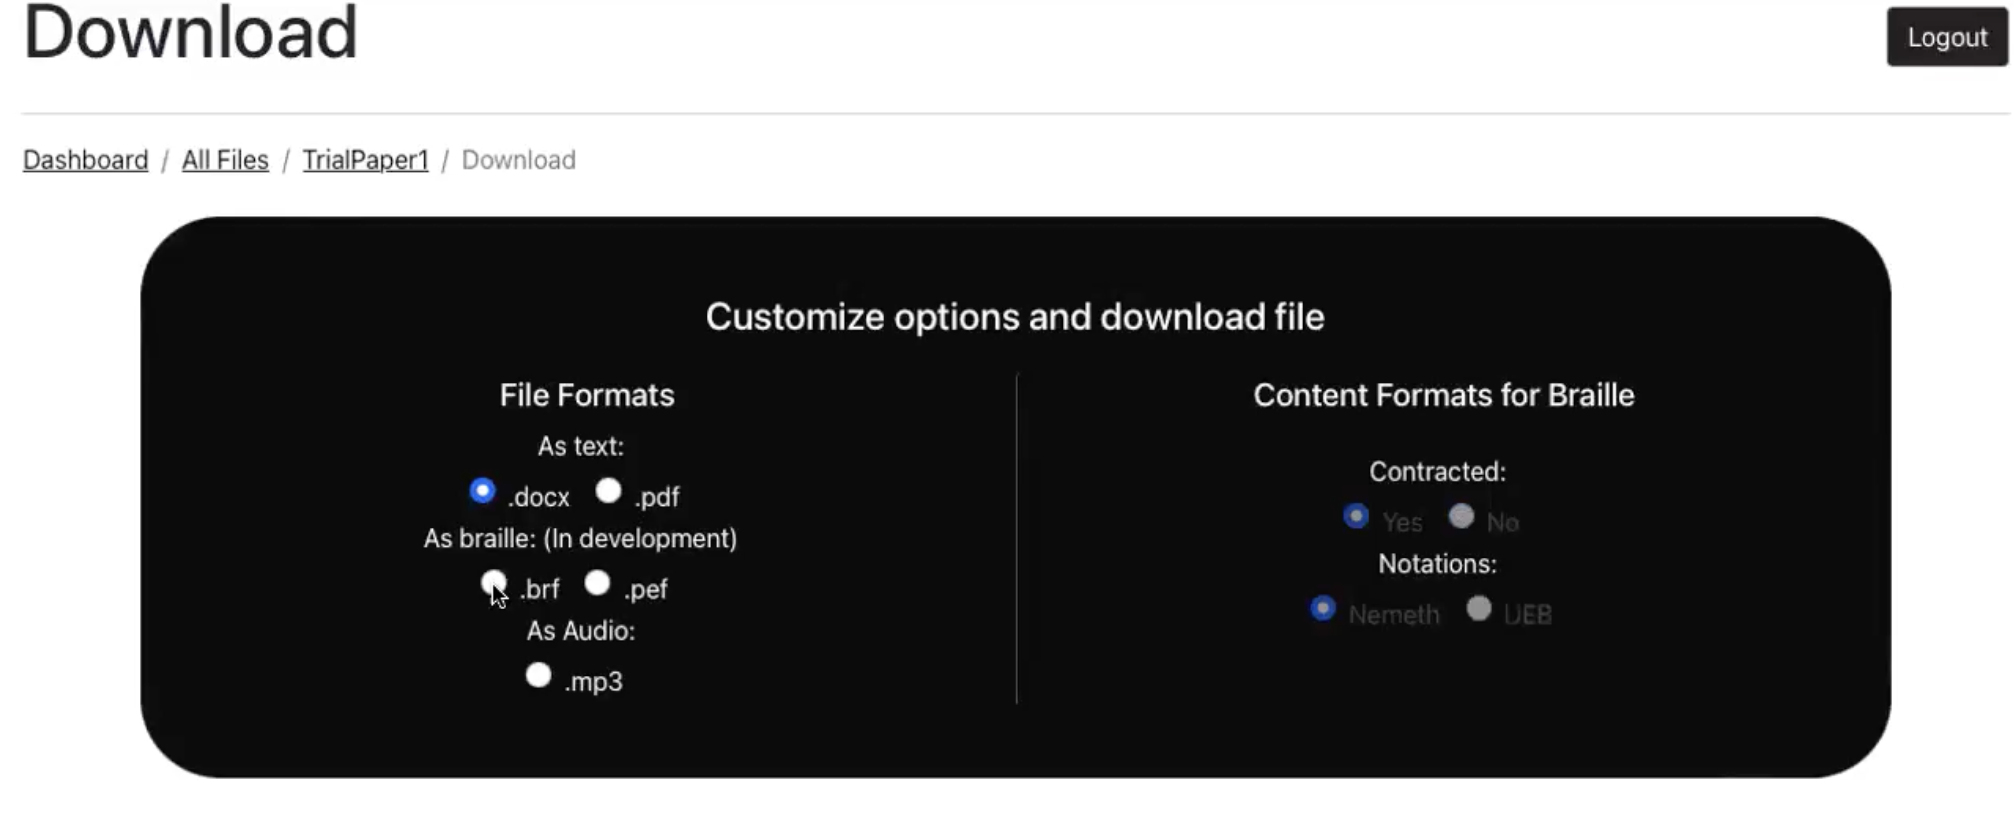 Download
Logout
Dashboard / All Files / TrialPaper1 / Download
Customize options and download file
File Formats
As text:
.docx .pdf
As braille: (In development)
.brf .pef
As Audio:
.mp3
Content Formats for Braille
Contracted:
Yes No
Notations:
Nemeth UEB